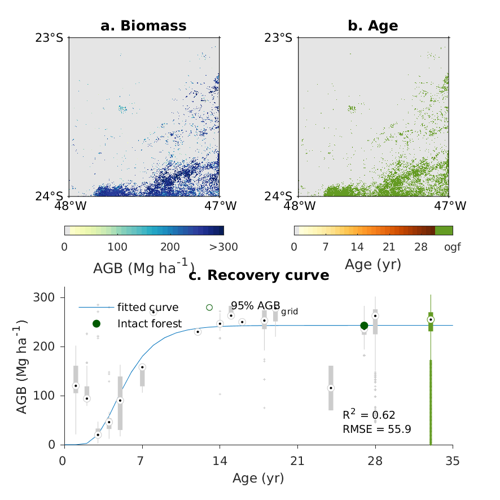 a. Biomass
b. Age
23°S
23°S
24°S
24°S
48°W
47°W
48°W
47°W
0
100
200
>300
0
7
14
21
28
ogf
AGB (Mg ha⁻¹)
Age (yr)
c. Recovery curve
300
200
100
0
fitted curve
95% AGB_grid
Intact forest
AGB (Mg ha⁻¹)
R² = 0.62
RMSE = 55.9
0
7
14
21
28
35
Age (yr)